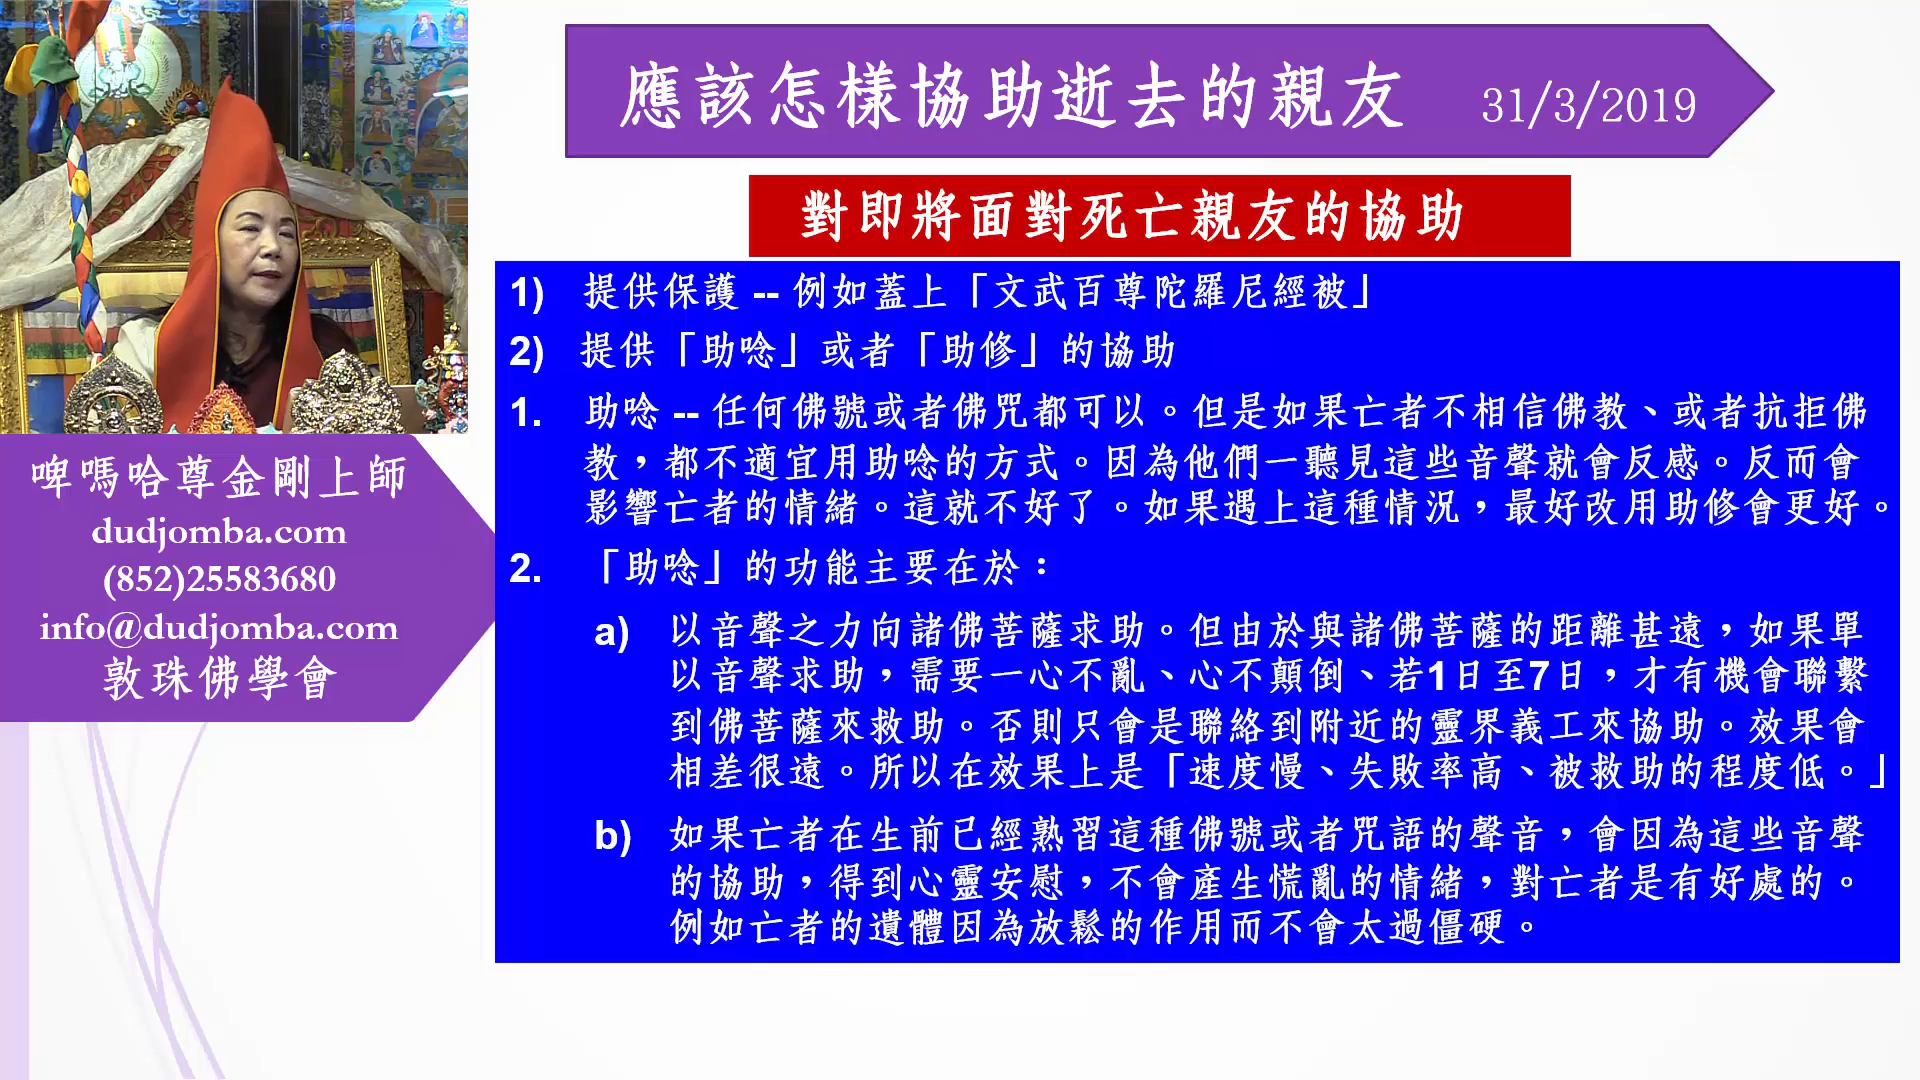 應該怎樣協助逝去的親友 31/3/2019
對即將面對死亡親友的協助
1) 提供保護 -- 例如蓋上「文武百尊陀羅尼經被」
2) 提供「助唸」或者「助修」的協助
1. 助唸 -- 任何佛號或者佛咒都可以。但是如果亡者不相信佛教、或者抗拒佛
教，都不適宜用助唸的方式。因為他們一聽見這些音聲就會反感。反而會
影響亡者的情緒。這就不好了。如果遇上這種情況，最好改用助修會更好。
2. 「助唸」的功能主要在於：
a) 以音聲之力向諸佛菩薩求助。但由於與諸佛菩薩的距離甚遠，如果單
以音聲求助，需要一心不亂、心不顛倒、若1日至7日，才有機會聯繫
到佛菩薩來救助。否則只會是聯絡到附近的靈界義工來協助。效果會
相差很遠。所以在效果上是「速度慢、失敗率高、被救助的程度低。」
b) 如果亡者在生前已經熟習這種佛號或者咒語的聲音，會因為這些音聲
的協助，得到心靈安慰，不會產生慌亂的情緒，對亡者是有好處的。
例如亡者的遺體因為放鬆的作用而不會太過僵硬。
啤嗎哈尊金剛上師
dudjomba.com
(852)25583680
info@dudjomba.com
敦珠佛學會